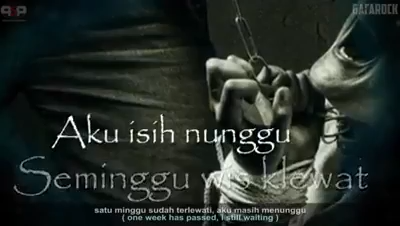 GAFAROCK
Aku isih nunggu
Seminggu wis klewat
satu minggu sudah terlewati, aku masih menunggu
( one week has passed, I still waiting )